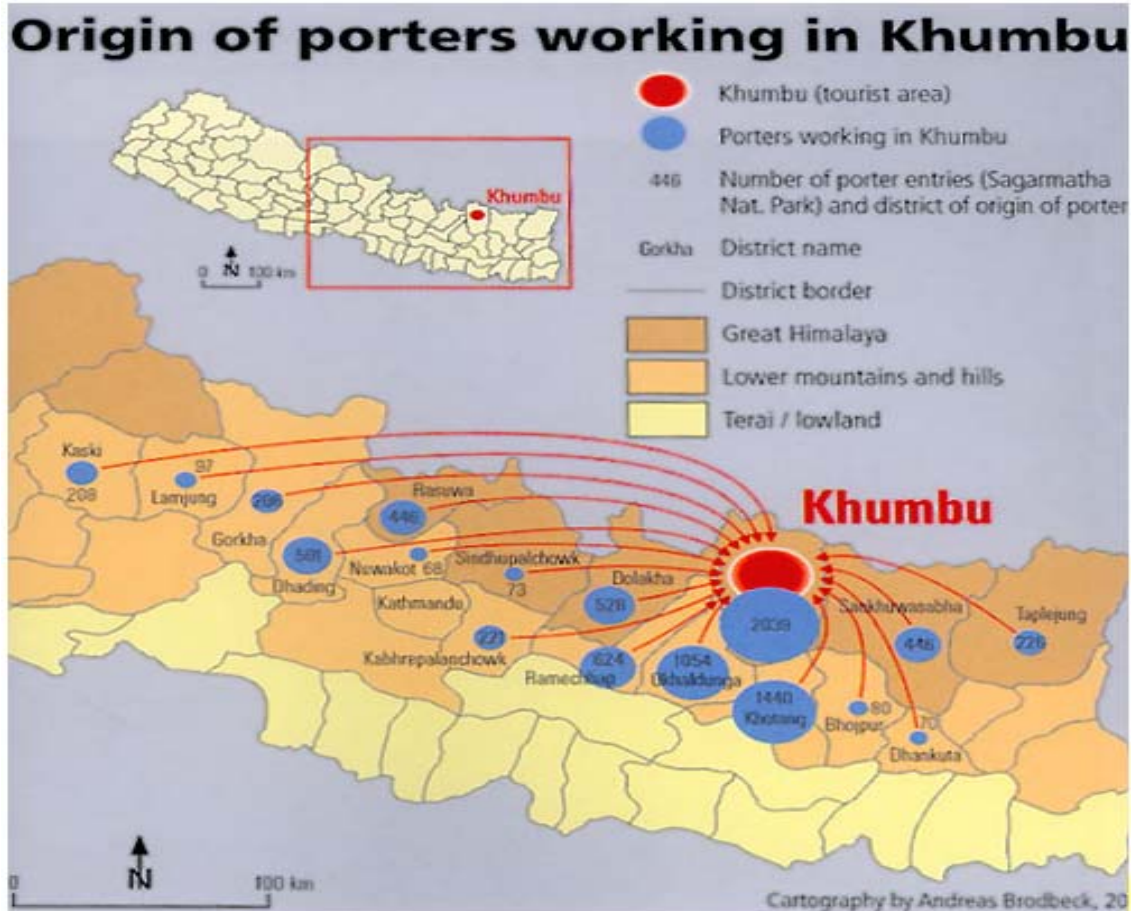 Origin of porters working in Khumbu
Khumbu (tourist area)
Porters working in Khumbu
446
Number of porter entries (Sagarmatha
Nat. Park) and district of origin of porter
Gorkha
District name
District border
Great Himalaya
Lower mountains and hills
Terai / lowland
Khumbu
0 N 100 km
Kaski
208
97
Lamjung
Gorkha
Rasuwa
446
Dhading
Nuwakot 68
Sindhupalchowk
73
Kathmandu
221
Kabhrepalanchowk
Dolakha
528
624
Ramechhap
1054
Okhaldunga
Khumbu
2039
1440
Khotang
Sankhuwasabha
446
Taplejung
226
Bhojpur
80
70
Dhankuta
0 N 100 km
Cartography by Andreas Brodbeck, 20